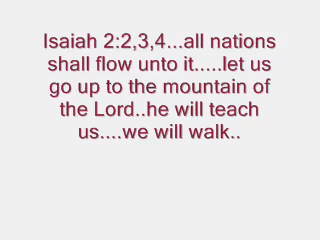 Isaiah 2:2,3,4...all nations
shall flow unto it.....let us
go up to the mountain of
the Lord..he will teach
us....we will walk..